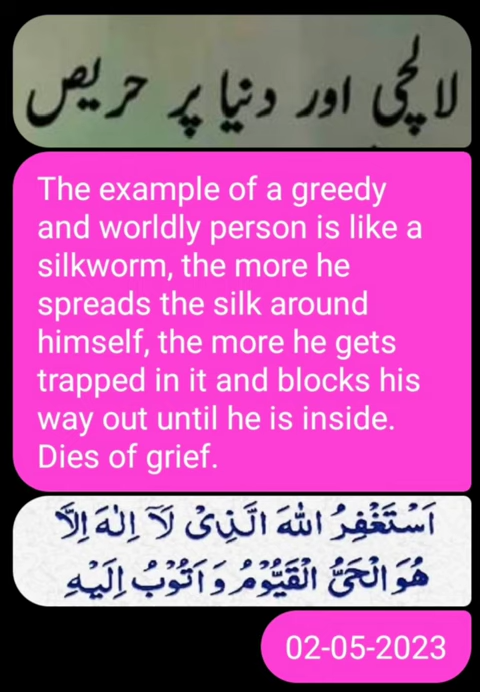 لالچی اور دنیا پر حریص
The example of a greedy
and worldly person is like a
silkworm, the more he
spreads the silk around
himself, the more he gets
trapped in it and blocks his
way out until he is inside.
Dies of grief.
اَسْتَغْفِرُ اللهَ الَّذِیْ لَآ اِلٰهَ اِلَّا
هُوَ الْحَیُّ الْقَیُّوْمُ وَ اَتُوْبُ اِلَیْهِ
02-05-2023